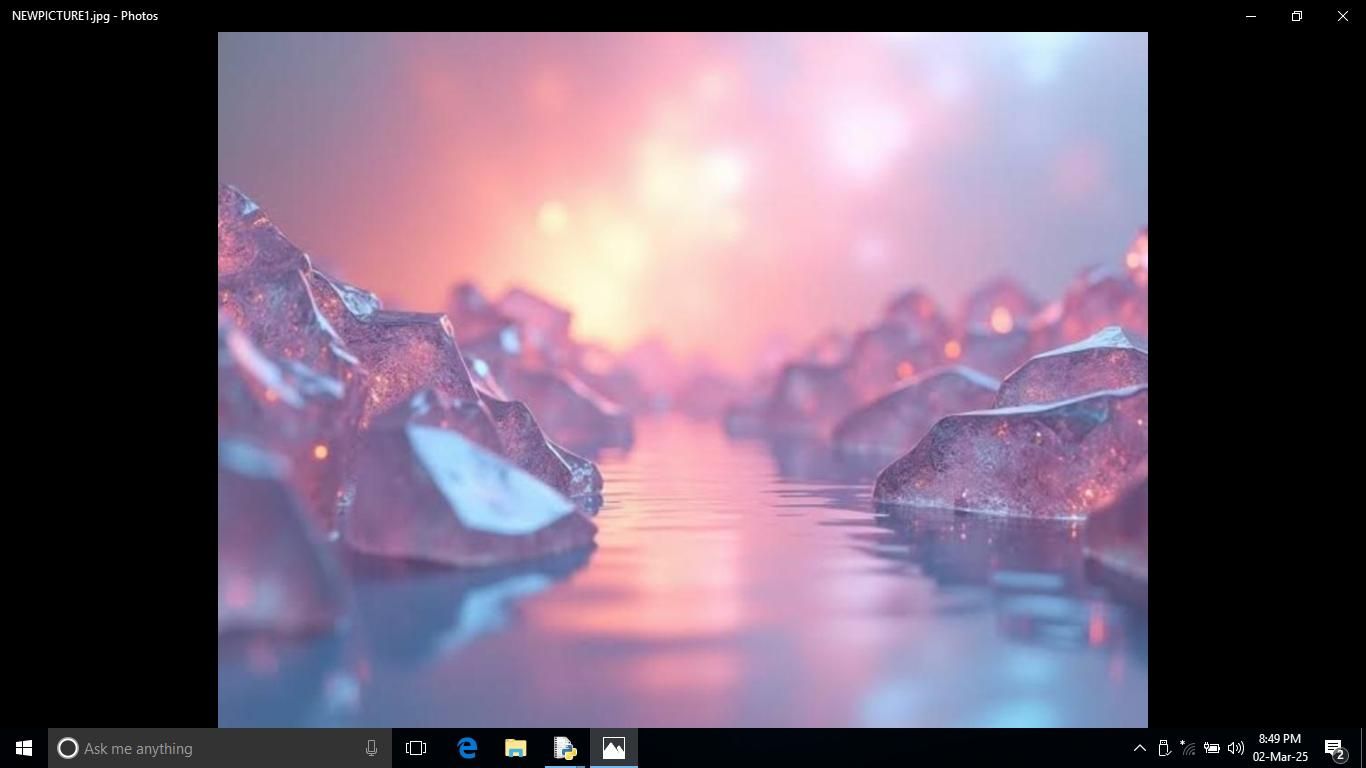 NEWPICTURE1.jpg - Photos
Ask me anything
8:49 PM
02-Mar-25
2